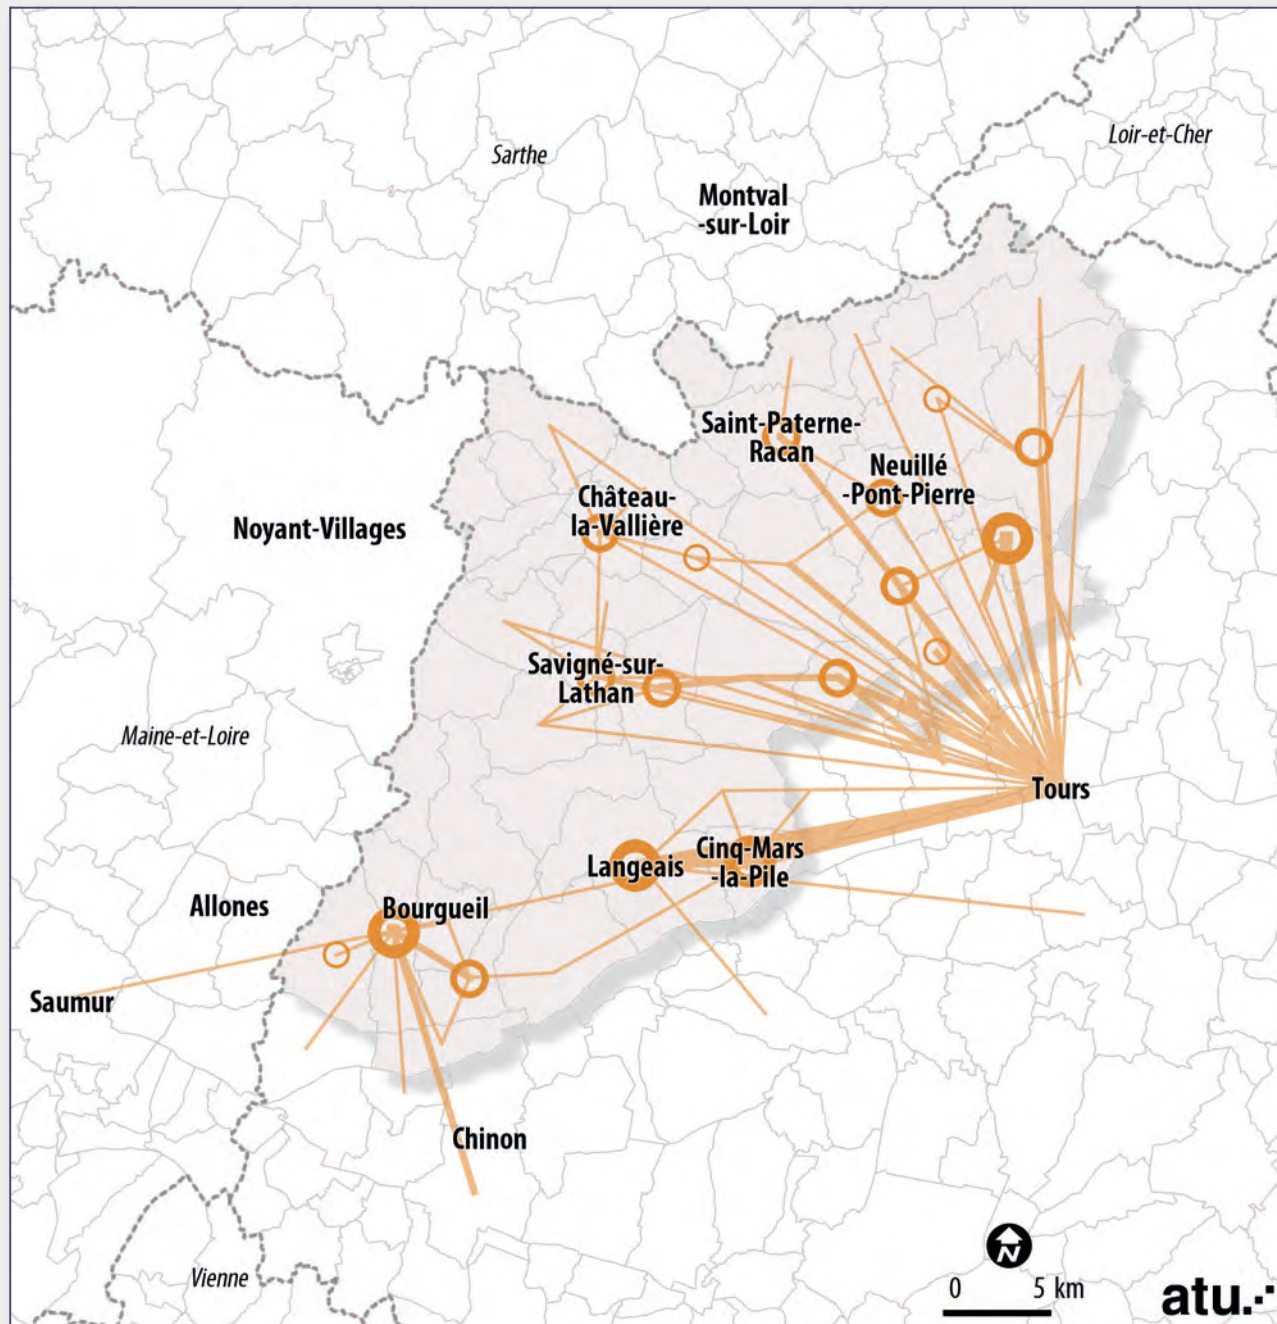 Loir-et-Cher
Sarthe
Montval
-sur-Loir
Saint-Paterne-
Racan
Neuillé
-Pont-Pierre
Château-
la-Vallière
Noyant-Villages
Savigné-sur-
Lathan
Maine-et-Loire
Tours
Cinq-Mars
-la-Pile
Langeais
Allones
Bourgueil
Saumur
Chinon
N
Vienne
0 5 km
atu.